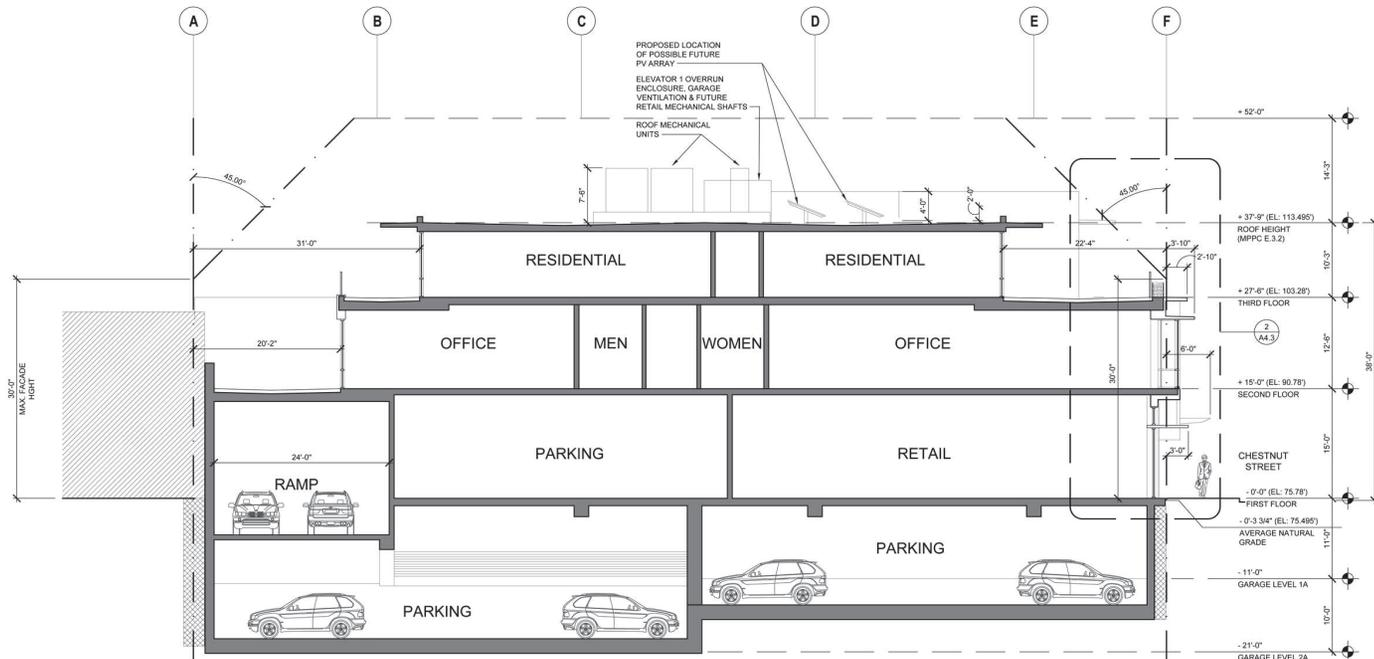 A
B
C
D
E
F
PROPOSED LOCATION
OF POSSIBLE FUTURE
PV ARRAY
ELEVATOR 1 OVERRUN
ENCLOSURE, GARAGE
VENTILATION & FUTURE
RETAIL MECHANICAL SHAFTS
ROOF MECHANICAL
UNITS
+ 52'-0"
14'-3"
45.00°
45.00°
7'-6"
4'-0"
2'-0"
+ 37'-9" (EL: 113.495')
ROOF HEIGHT
(MPPC E.3.2)
31'-0"
22'-4"
3'-10"
2'-10"
10'-3"
RESIDENTIAL
RESIDENTIAL
+ 27'-6" (EL: 103.28')
THIRD FLOOR
OFFICE
MEN
WOMEN
OFFICE
2
A4.3
12'-6"
20'-2"
6'-0"
38'-0"
30'-0"
MAX. FACADE
HGHT
30'-0"
+ 15'-0" (EL: 90.78')
SECOND FLOOR
PARKING
RETAIL
15'-0"
3'-0"
CHESTNUT
STREET
24'-0"
RAMP
- 0'-0" (EL: 75.78')
FIRST FLOOR
- 0'-3 3/4" (EL: 75.495')
AVERAGE NATURAL
GRADE
11'-0"
PARKING
- 11'-0"
GARAGE LEVEL 1A
PARKING
10'-0"
- 21'-0"
GARAGE LEVEL 2A